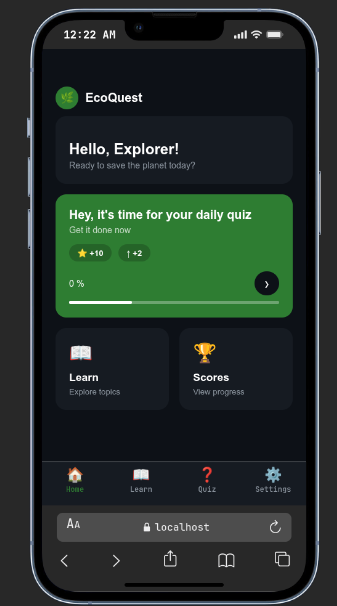 12:22 AM
EcoQuest
Hello, Explorer!
Ready to save the planet today?
Hey, it's time for your daily quiz
Get it done now
⭐ +10 ↑ +2
0 %
Learn
Explore topics
Scores
View progress
Home Learn Quiz Settings
AA localhost